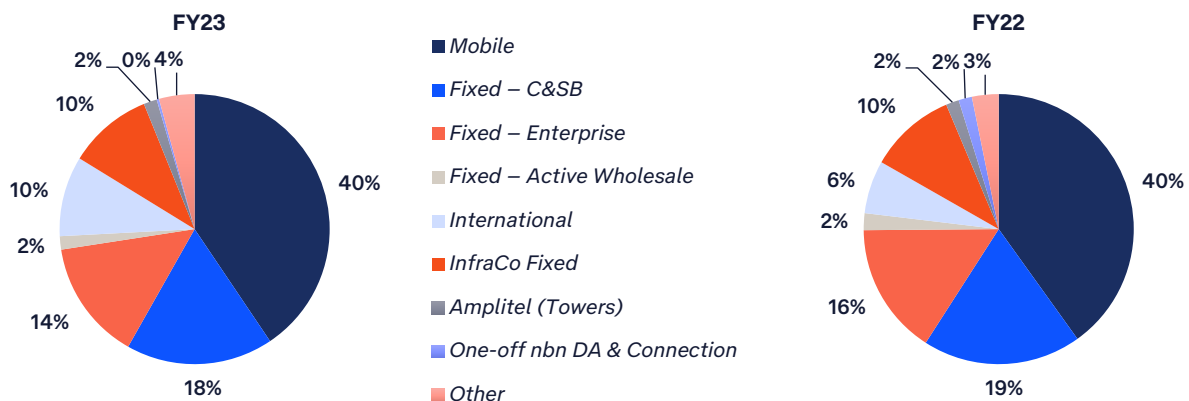 FY23
2% 0% 4%
10%
10%
2%
14%
18%
40%
Mobile
Fixed – C&SB
Fixed – Enterprise
Fixed – Active Wholesale
International
InfraCo Fixed
Amplitel (Towers)
One-off nbn DA & Connection
Other
FY22
2% 2% 3%
10%
6%
2%
16%
19%
40%